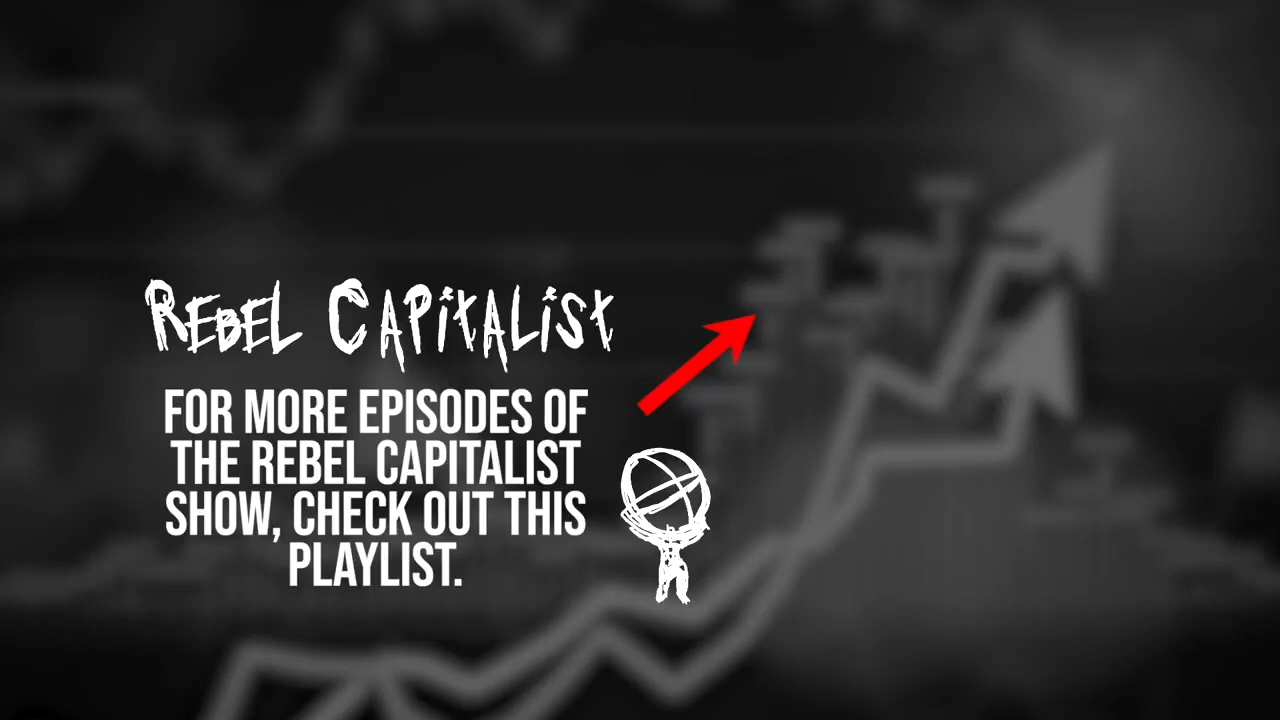 REBEL CAPITALIST
FOR MORE EPISODES OF
THE REBEL CAPITALIST
SHOW, CHECK OUT THIS
PLAYLIST.